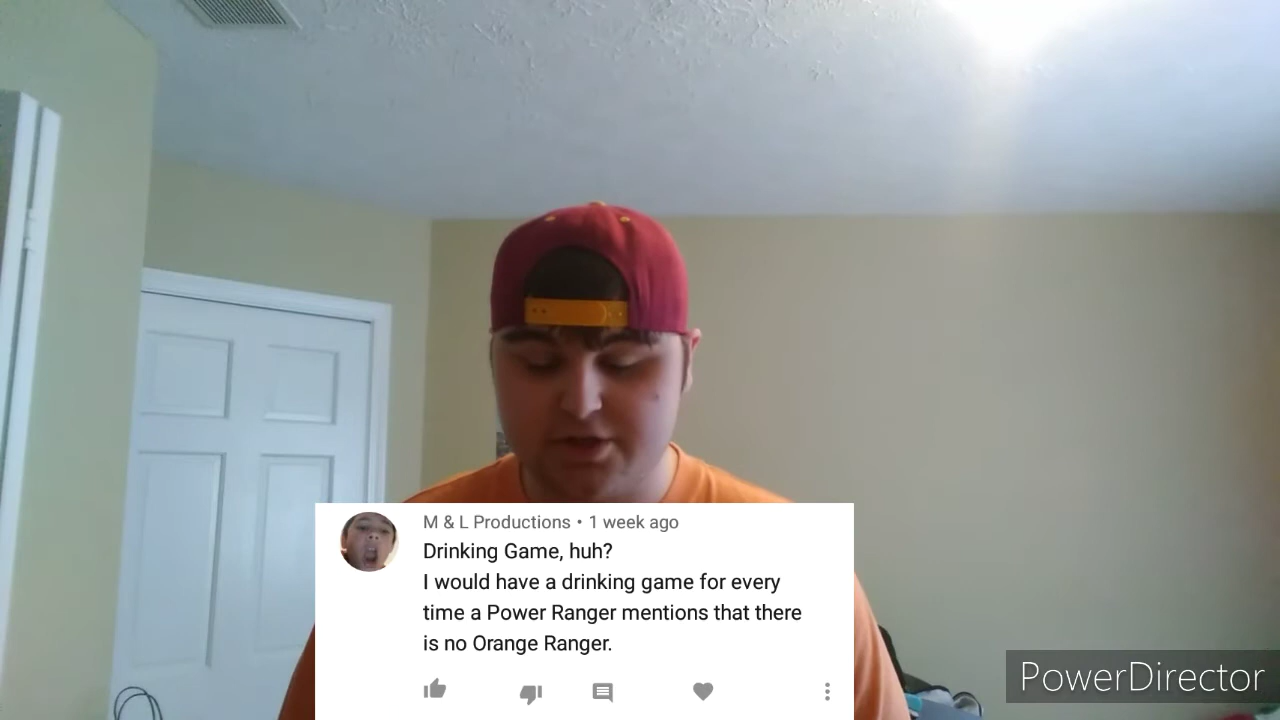 M & L Productions • 1 week ago
Drinking Game, huh?
I would have a drinking game for every
time a Power Ranger mentions that there
is no Orange Ranger.
PowerDirector